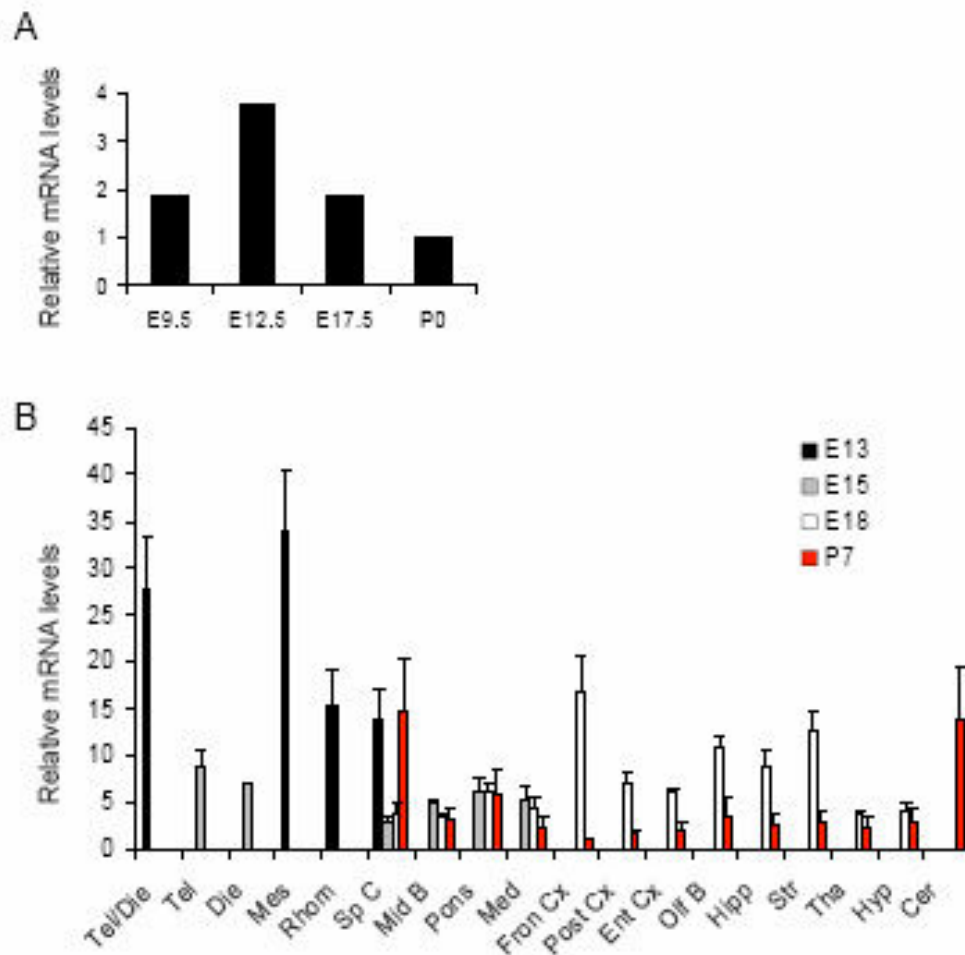 A
Relative mRNA levels
4
3
2
1
0
E9.5 E12.5 E17.5 P0
B
Relative mRNA levels
45
40
35
30
25
20
15
10
5
0
E13
E15
E18
P7
Tel/Die Tel Die Mes Rhom Sp C Mid B Pons Med Fron Cx Post Cx Ent Cx Olf B Hipp Str Tha Hyp Cer